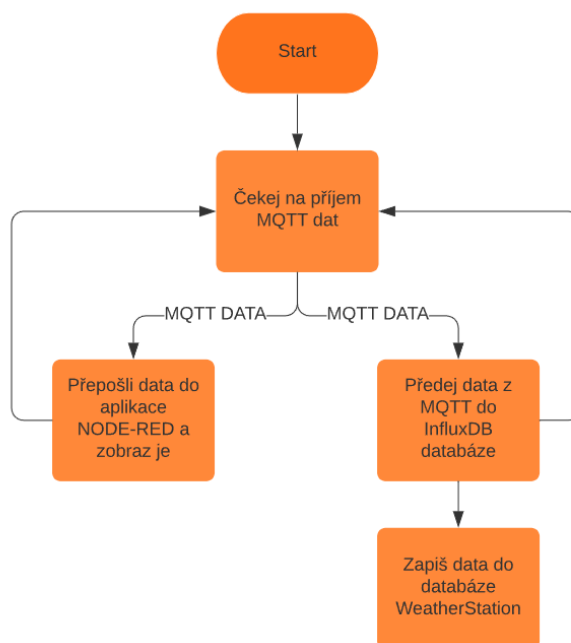 Start
Čekej na příjem
MQTT dat
MQTT DATA
MQTT DATA
Přepošli data do
aplikace
NODE-RED a
zobraz je
Předej data z
MQTT do
InfluxDB
databáze
Zapiš data do
databáze
WeatherStation